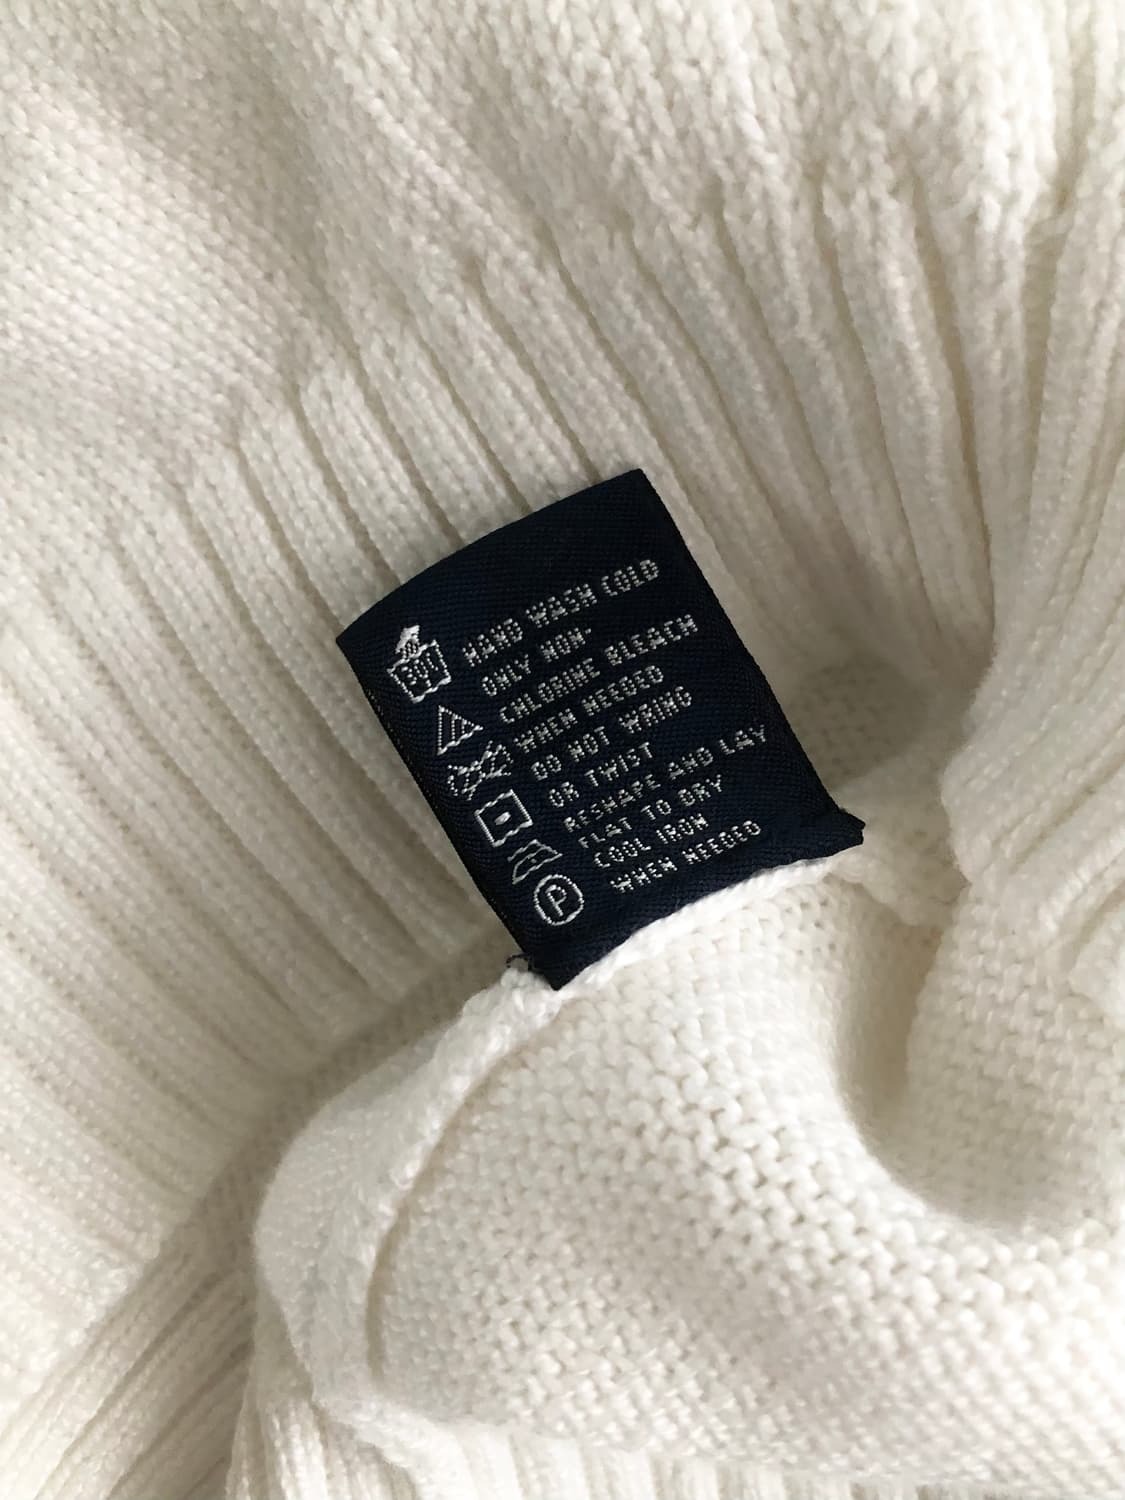 HAND WASH COLD
ONLY NON-
CHLORINE BLEACH
WHEN NEEDED
DO NOT WRING
OR TWIST
RESHAPE AND LAY
FLAT TO DRY
COOL IRON
WHEN NEEDED
30C
P